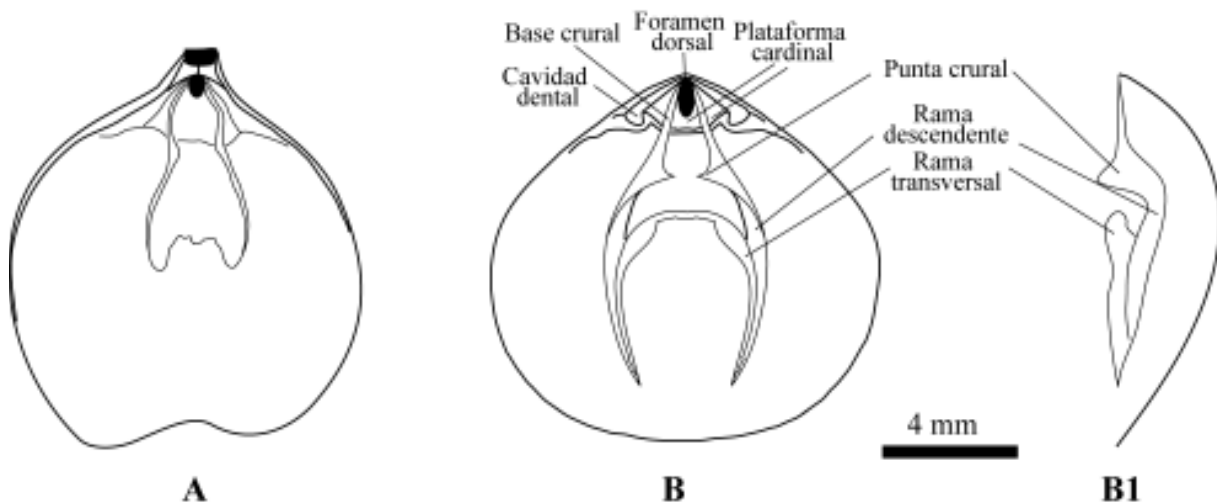 Base crural
Foramen
dorsal
Plataforma
cardinal
Cavidad
dental
Punta crural
Rama
descendente
Rama
transversal
4 mm
A
B
B1